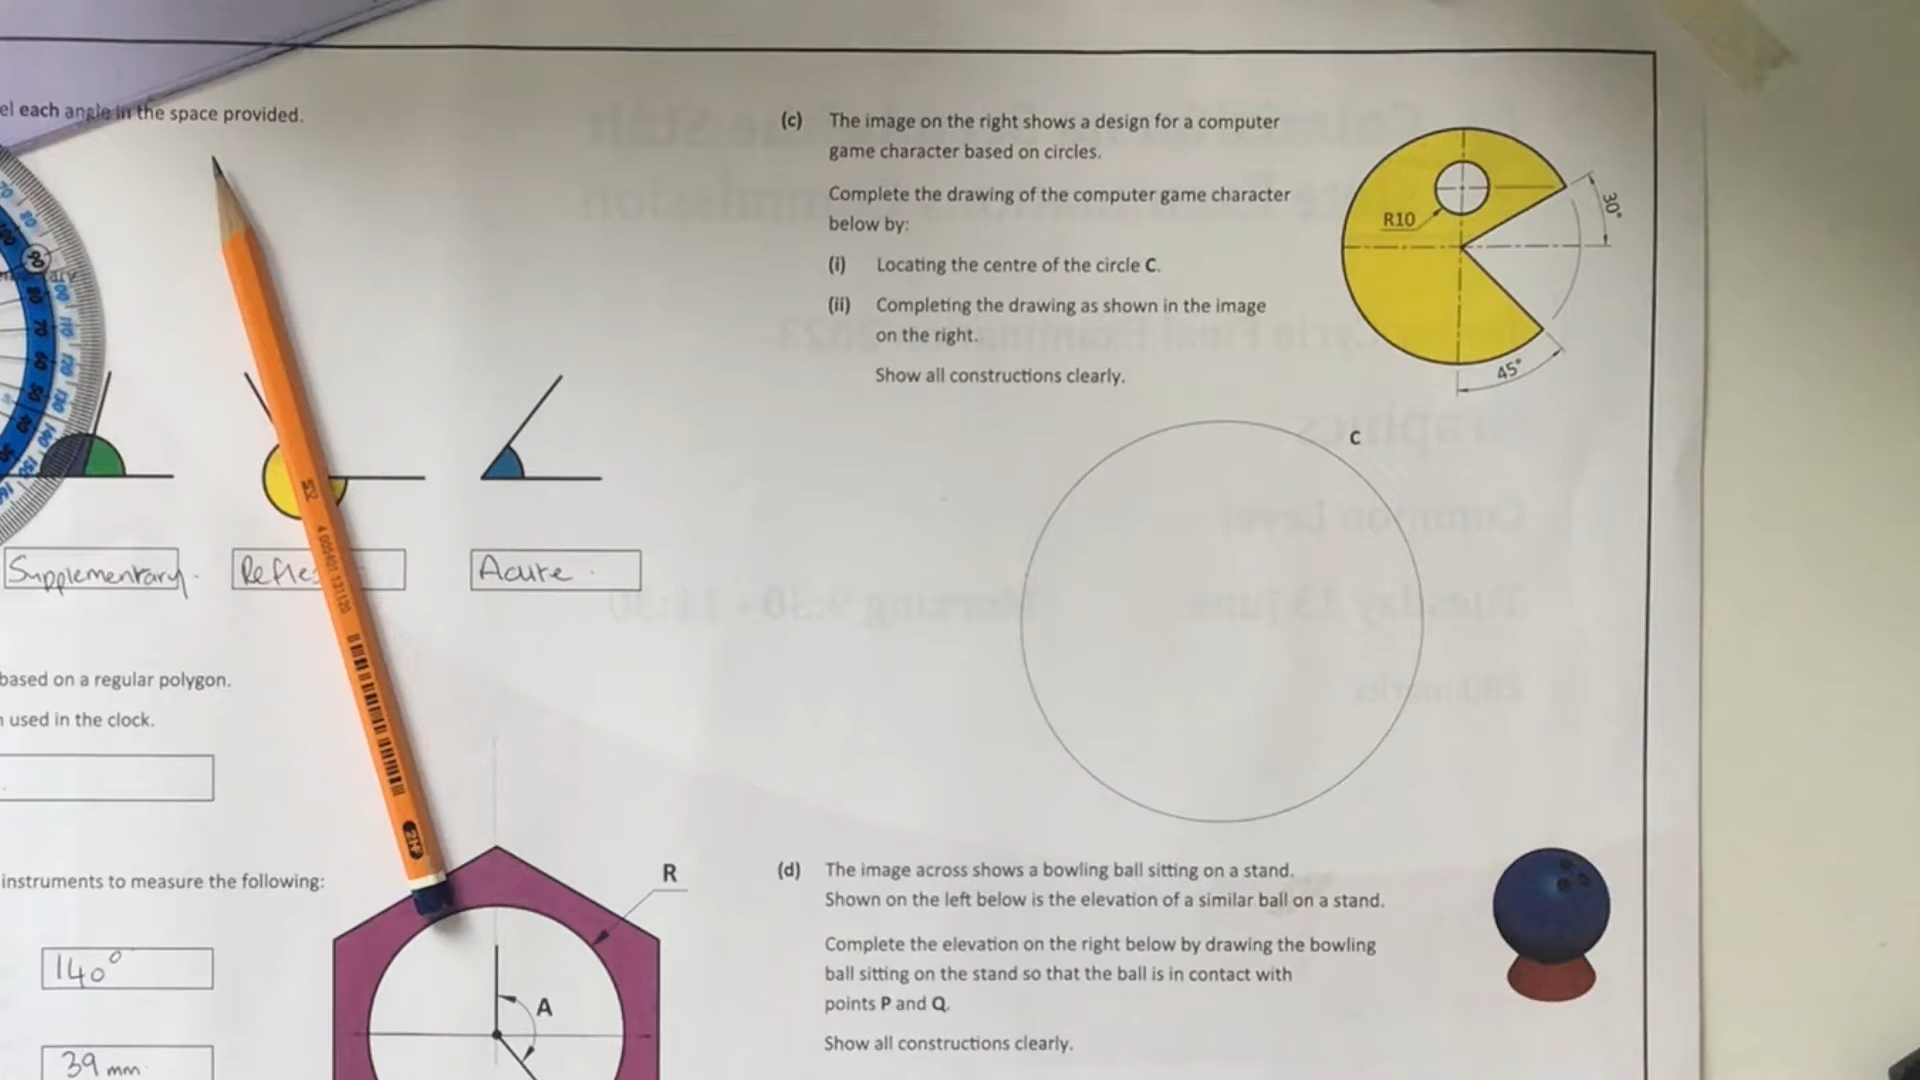 el each angle in the space provided.
Supplementary.
Reflex
Acute
based on a regular polygon.
used in the clock.
instruments to measure the following:
140°
39 mm
R
A
(c) The image on the right shows a design for a computer
game character based on circles.
Complete the drawing of the computer game character
below by:
(i) Locating the centre of the circle C.
(ii) Completing the drawing as shown in the image
on the right.
Show all constructions clearly.
R10
30°
45°
C
(d) The image across shows a bowling ball sitting on a stand.
Shown on the left below is the elevation of a similar ball on a stand.
Complete the elevation on the right below by drawing the bowling
ball sitting on the stand so that the ball is in contact with
points P and Q.
Show all constructions clearly.